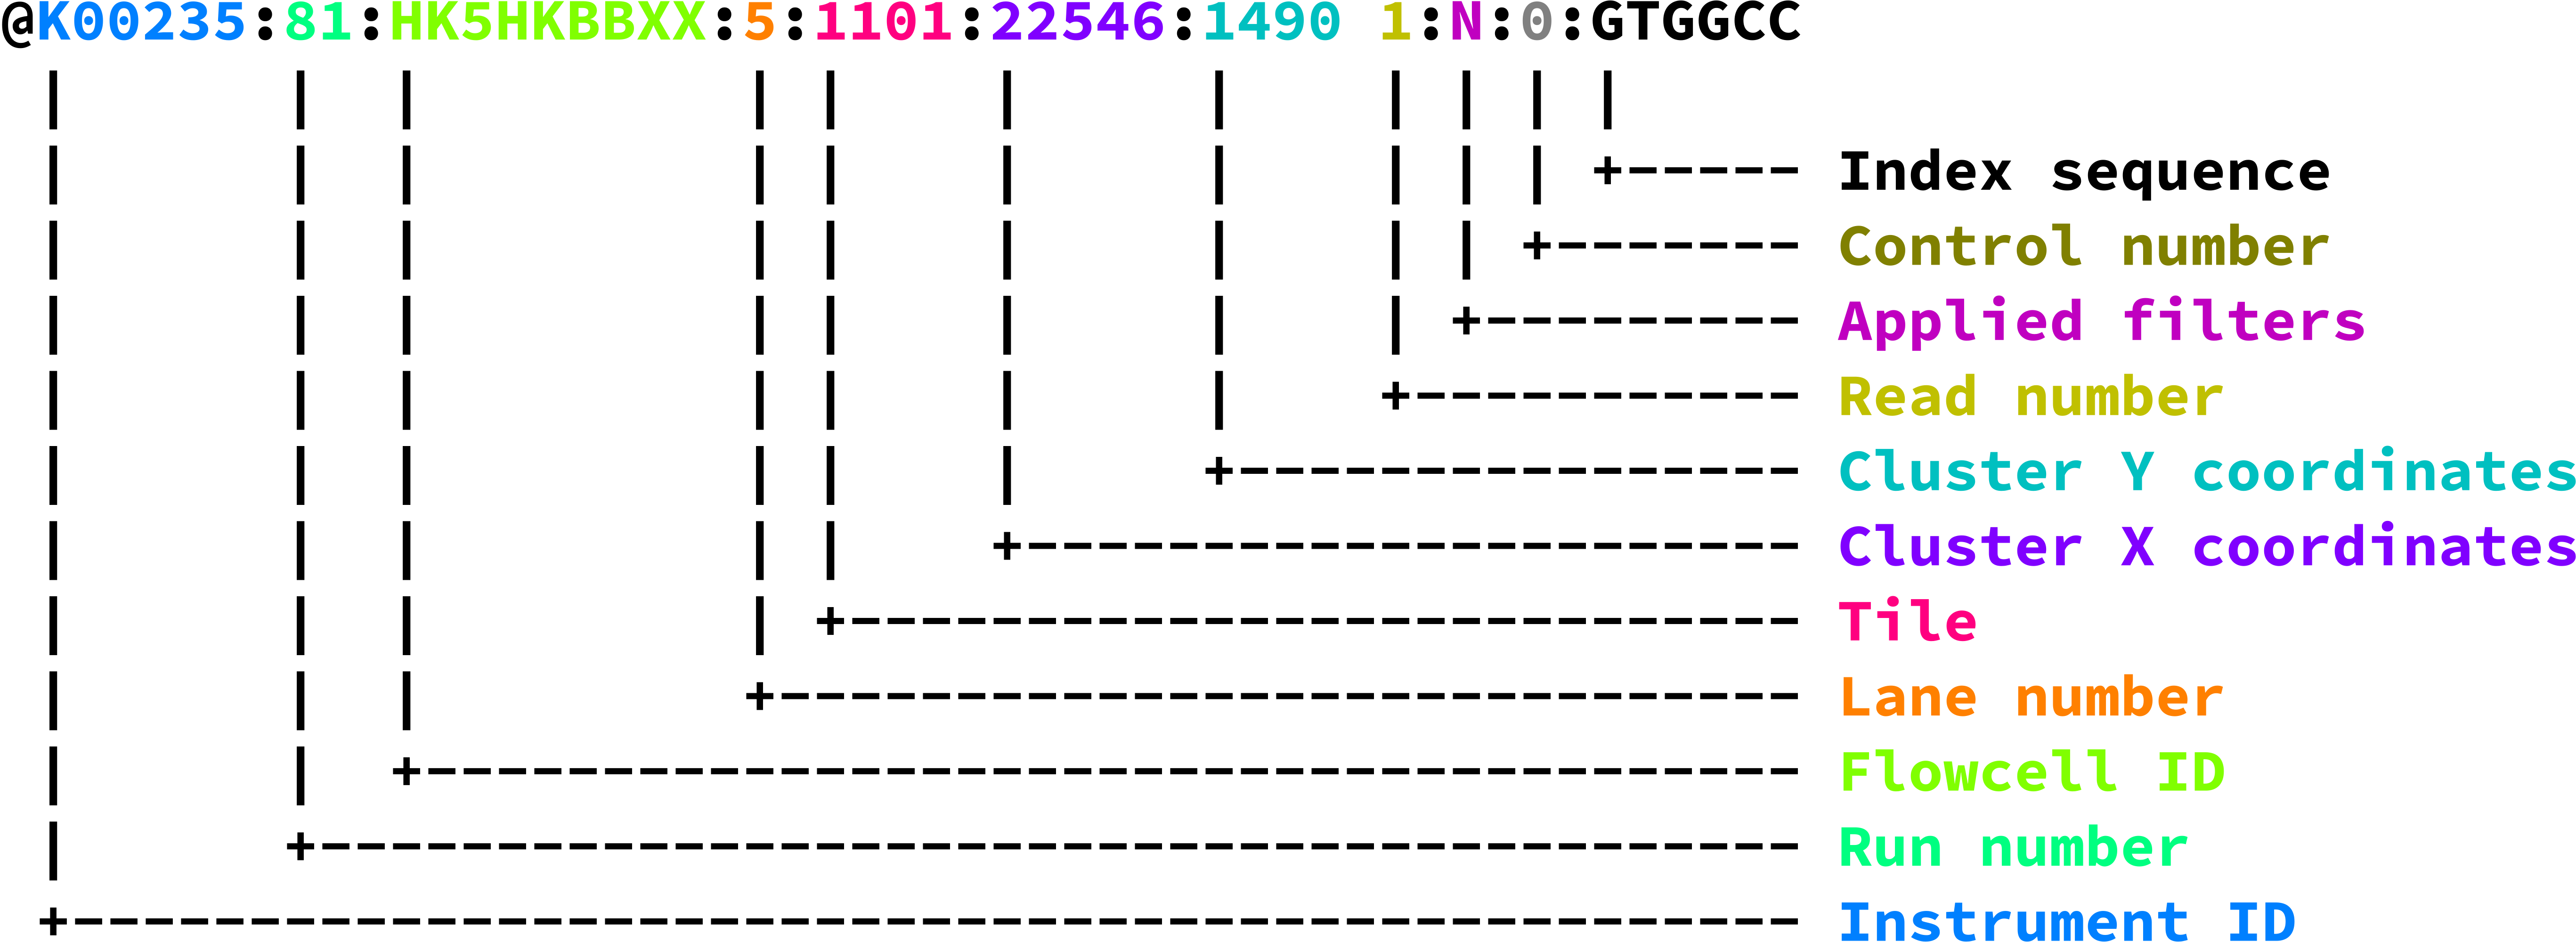 @K00235:81:HK5HKBBXX:5:1101:22546:1490 1:N:0:GTGGCC
Index sequence
Control number
Applied filters
Read number
Cluster Y coordinates
Cluster X coordinates
Tile
Lane number
Flowcell ID
Run number
Instrument ID